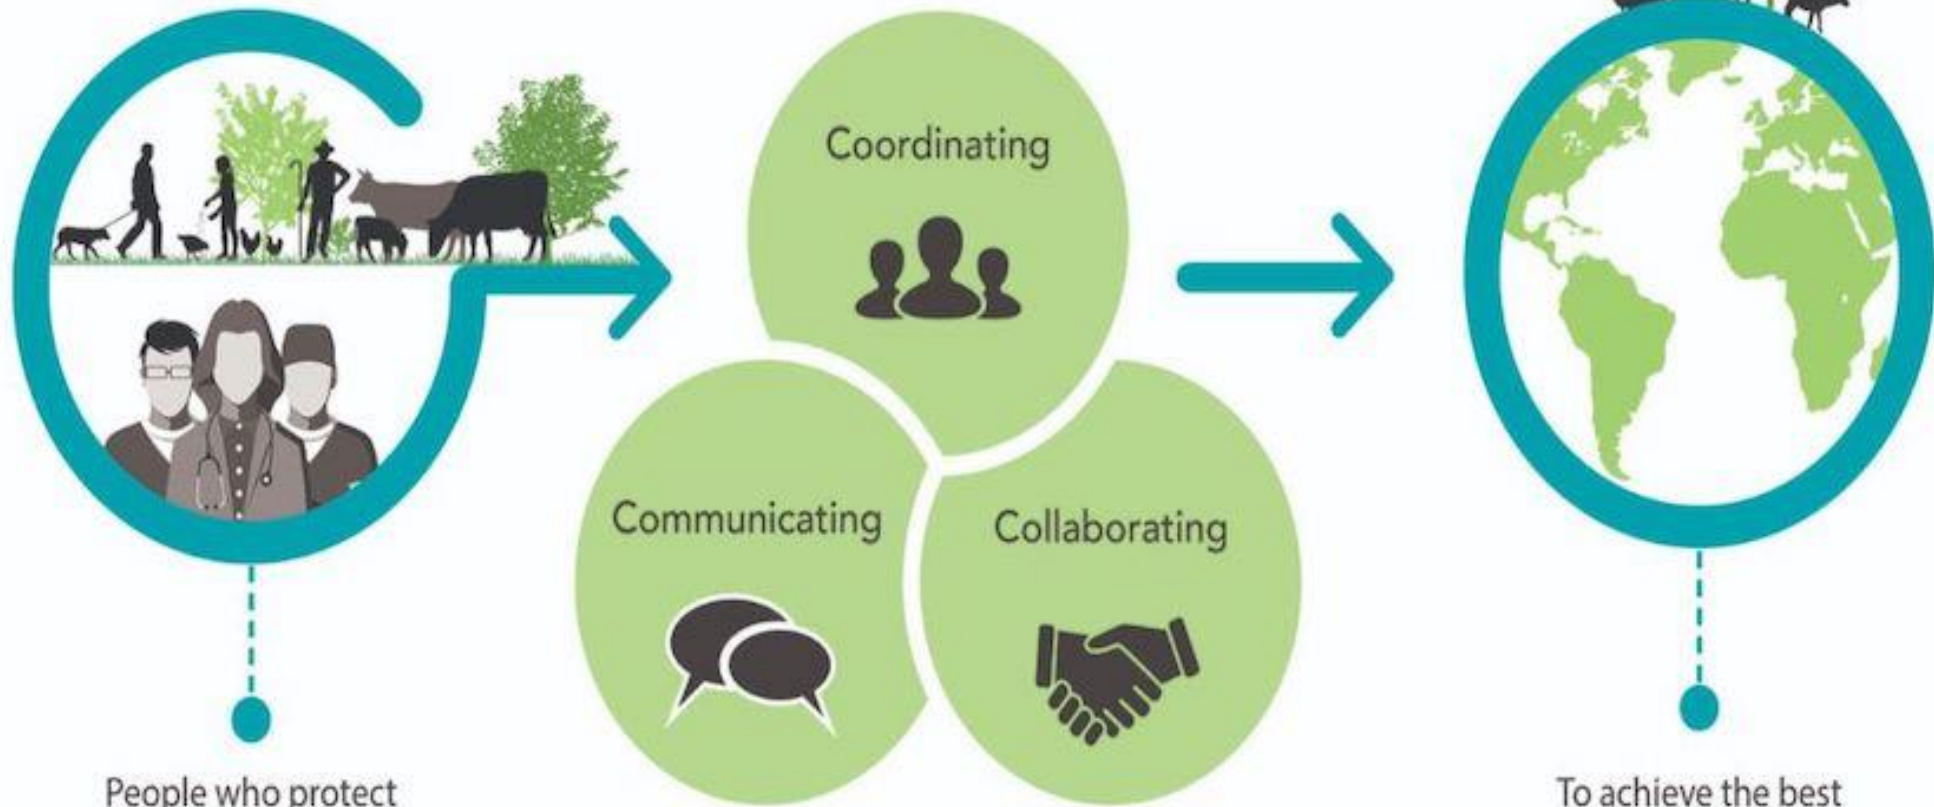 Coordinating
Communicating
Collaborating
People who protect
To achieve the best